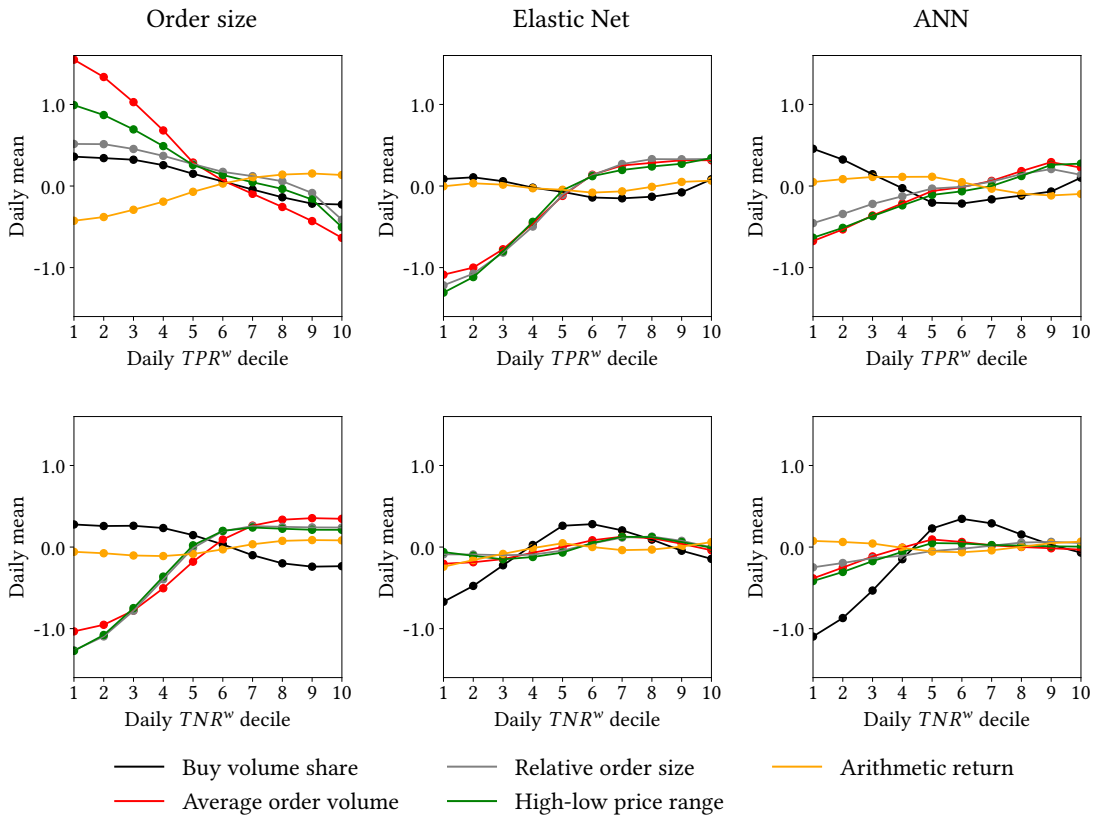 Order size Elastic Net ANN
1.0 1.0 1.0
0.0 0.0 0.0
-1.0 -1.0 -1.0
Daily mean Daily mean Daily mean
1 2 3 4 5 6 7 8 9 10 1 2 3 4 5 6 7 8 9 10 1 2 3 4 5 6 7 8 9 10
Daily TPRʷ decile Daily TPRʷ decile Daily TPRʷ decile
1.0 1.0 1.0
0.0 0.0 0.0
-1.0 -1.0 -1.0
Daily mean Daily mean Daily mean
1 2 3 4 5 6 7 8 9 10 1 2 3 4 5 6 7 8 9 10 1 2 3 4 5 6 7 8 9 10
Daily TNRʷ decile Daily TNRʷ decile Daily TNRʷ decile
Buy volume share Relative order size Arithmetic return
Average order volume High-low price range